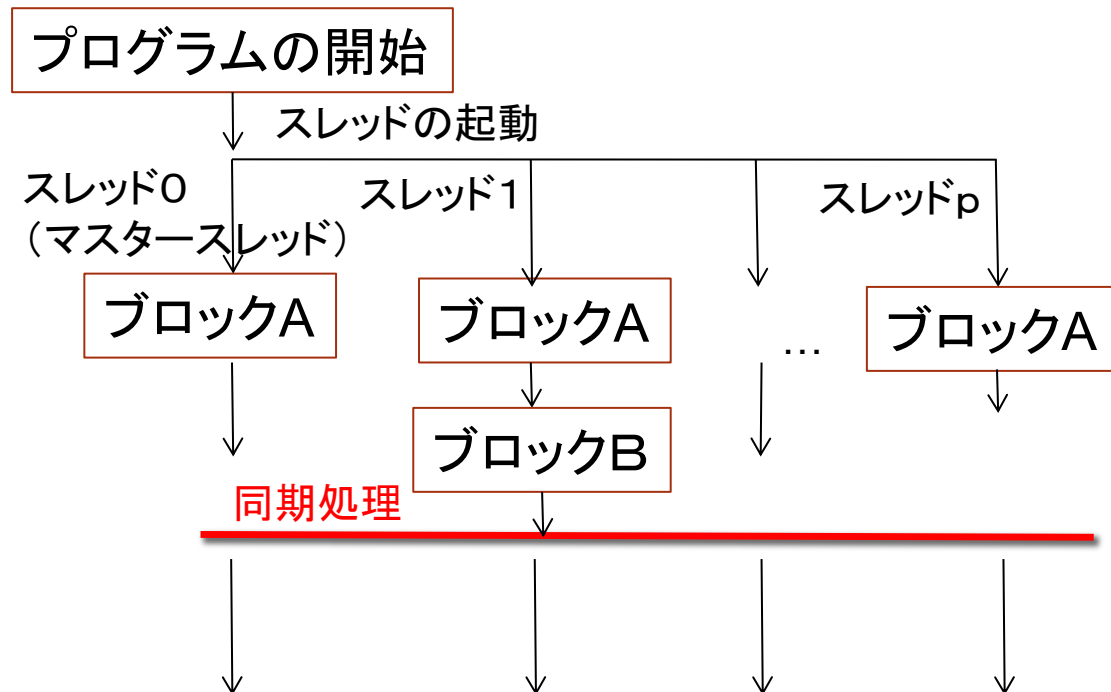 プログラムの開始
スレッドの起動
スレッド0
(マスタースレッド)
スレッド1
スレッドp
ブロックA
ブロックA
…
ブロックA
ブロックB
同期処理